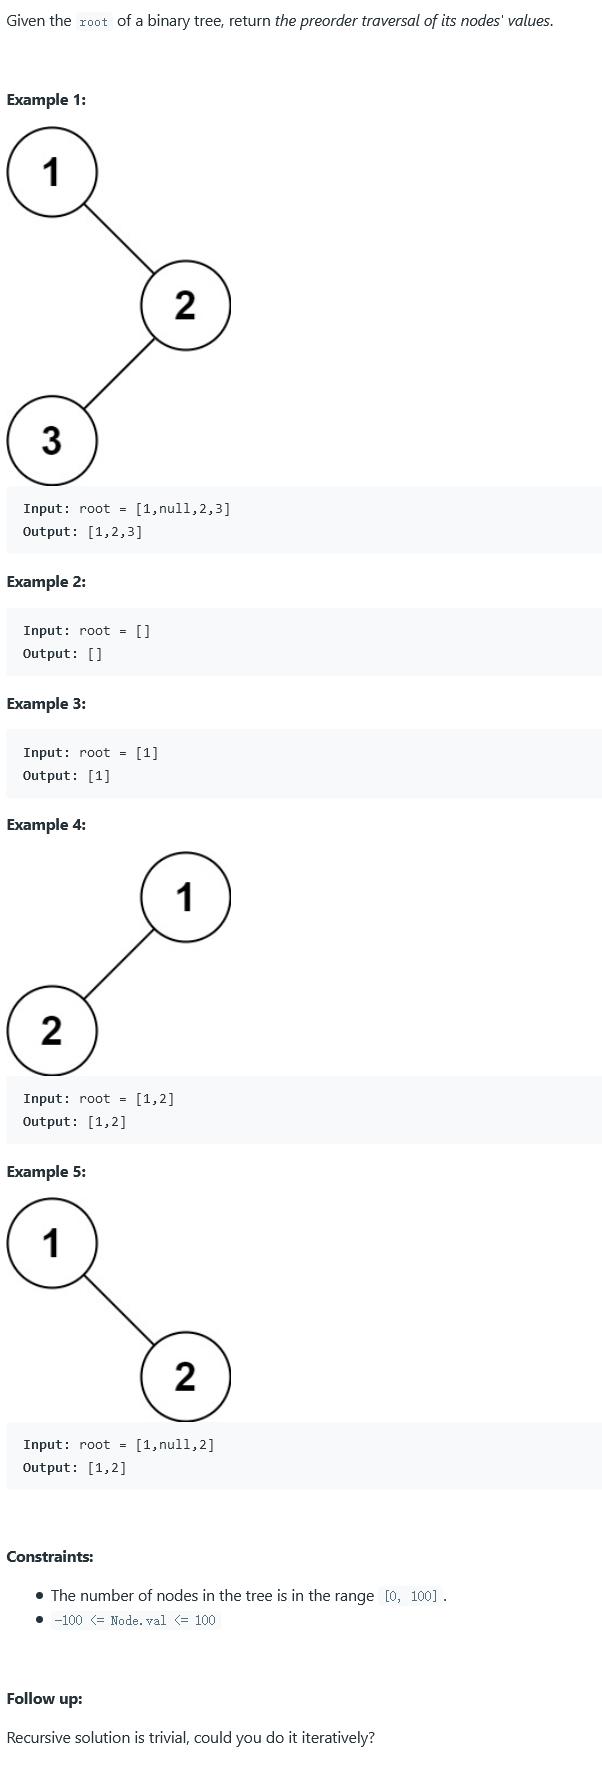 Given the root of a binary tree, return the preorder traversal of its nodes' values.
Example 1:
1
2
3
Input: root = [1,null,2,3]
Output: [1,2,3]
Example 2:
Input: root = []
Output: []
Example 3:
Input: root = [1]
Output: [1]
Example 4:
1
2
Input: root = [1,2]
Output: [1,2]
Example 5:
1
2
Input: root = [1,null,2]
Output: [1,2]
Constraints:
• The number of nodes in the tree is in the range [0, 100] .
• -100 <= Node.val <= 100
Follow up:
Recursive solution is trivial, could you do it iteratively?